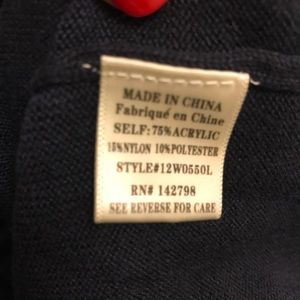 MADE IN CHINA
Fabriqué en Chine
SELF: 75% ACRYLIC
15%NYLON 10%POLYESTER
STYLE#12W0550L
RN# 142798
SEE REVERSE FOR CARE